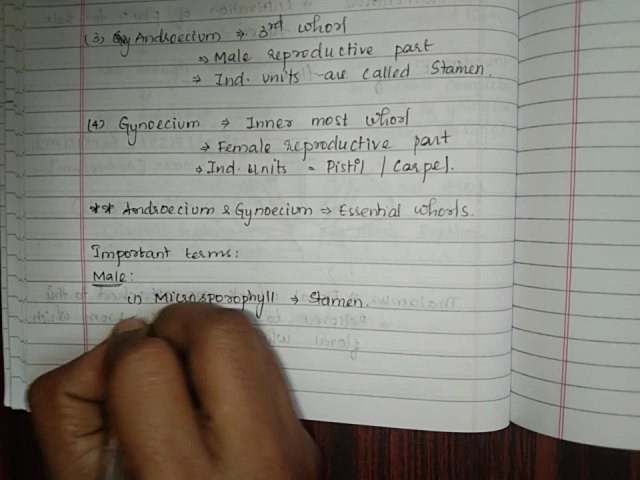 (3) Androecium → 3rd whorl
→ Male reproductive part
→ Ind. units are called Stamen.
(4) Gynoecium → Inner most whorl
→ Female reproductive part
→ Ind. units = Pistil / Carpel.
** Androecium & Gynoecium ⇒ Essential whorls.
Important terms:
Male:
in Microsporophyll → Stamen.